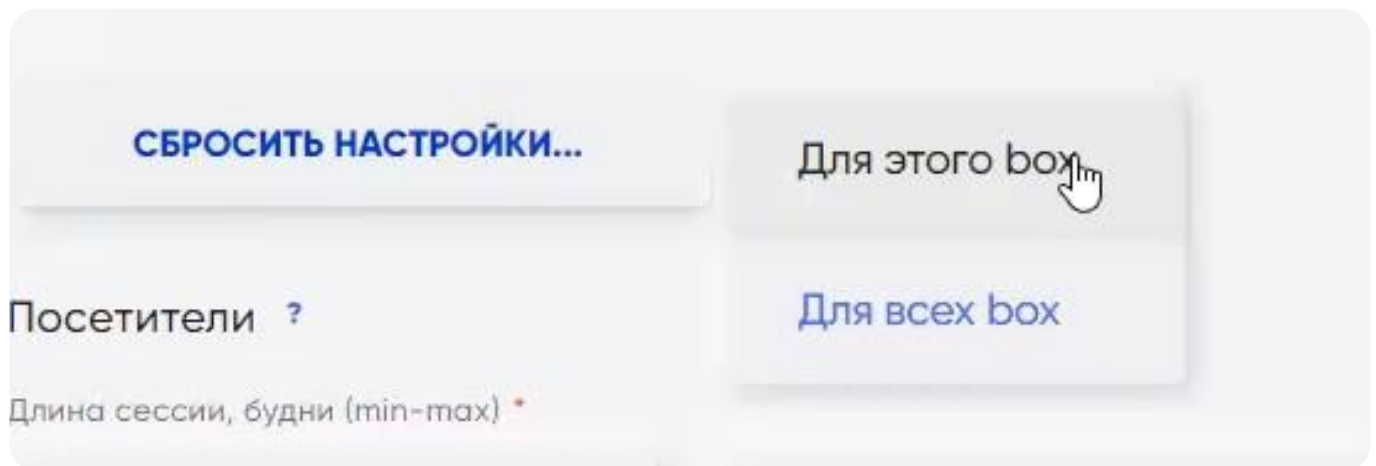 СБРОСИТЬ НАСТРОЙКИ...
Для этого box
Для всех box
Посетители ?
Длина сессии, будни (min-max) *